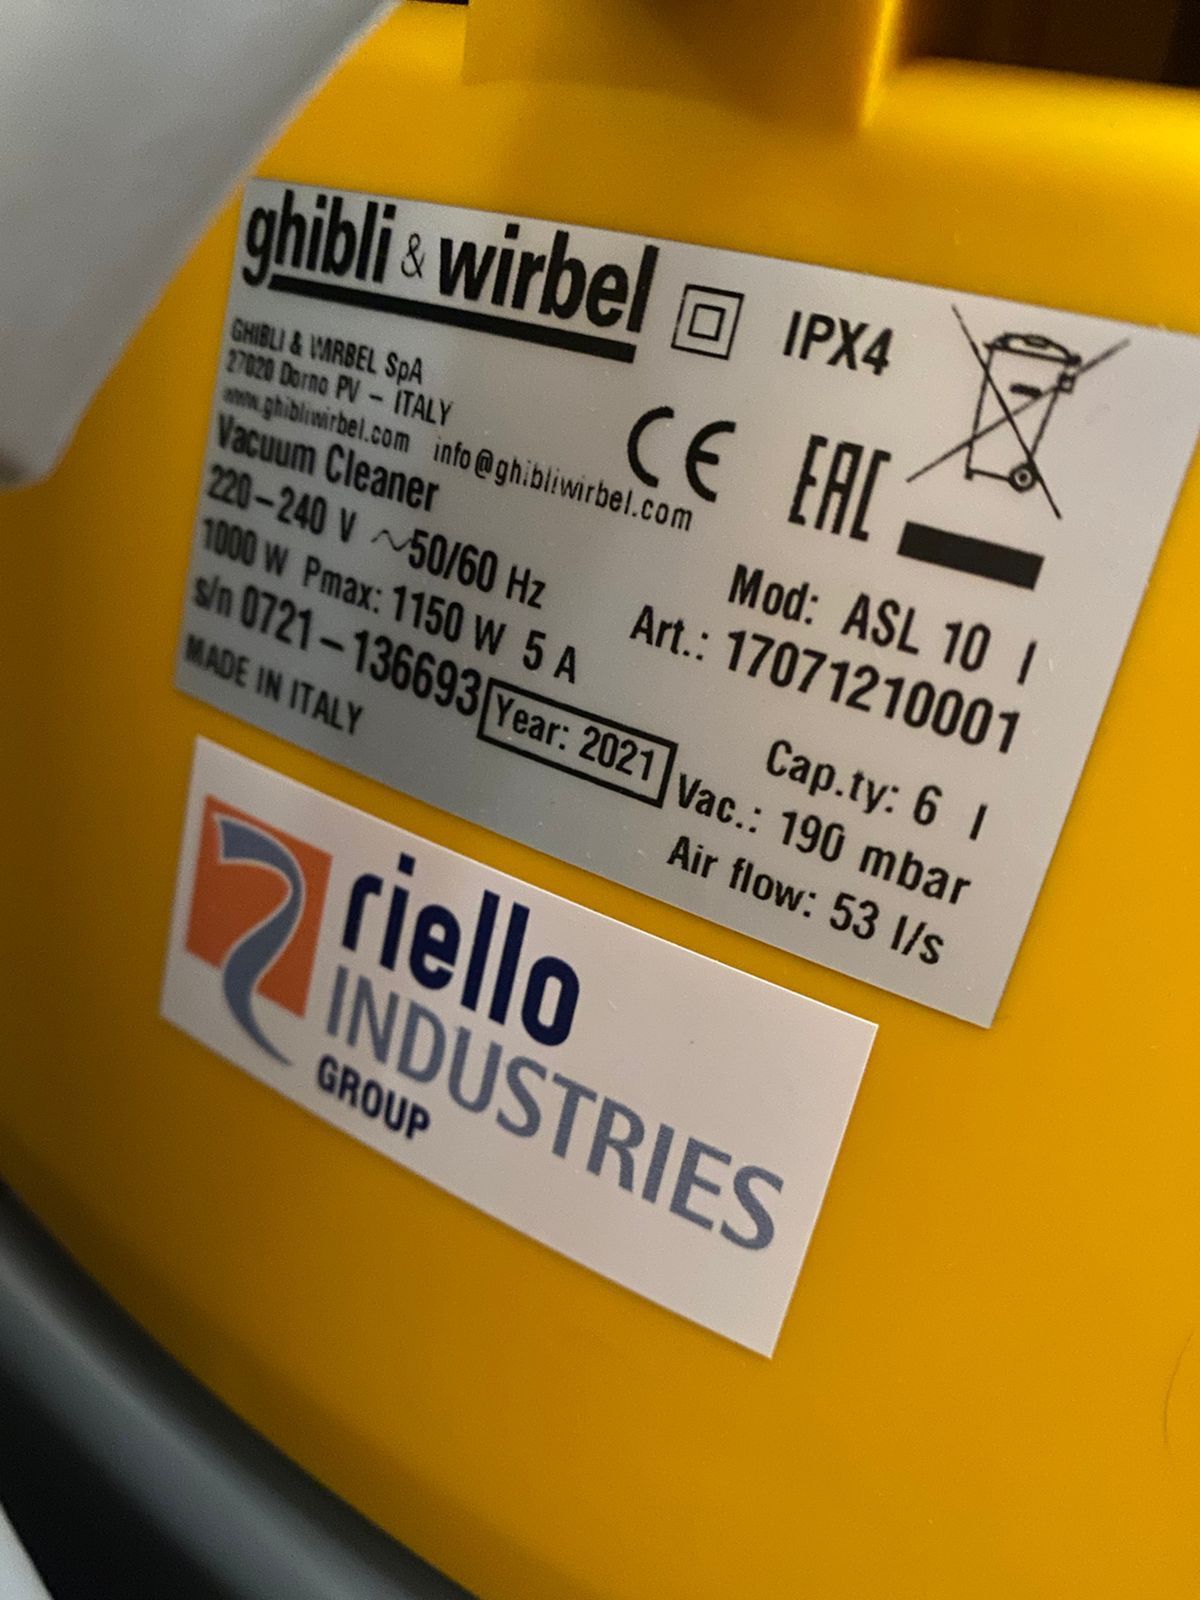 ghibli & wirbel
IPX4
GHIBLI & WIRBEL SpA
27020 Dorno PV – ITALY
www.ghibliwirbel.com info@ghibliwirbel.com
CE
EAC
Vacuum Cleaner
220–240 V ~50/60 Hz
1000 W Pmax: 1150 W 5 A
s/n 0721–136693 Year: 2021
MADE IN ITALY
Mod: ASL 10 I
Art.: 17071210001
Cap.ty: 6 l
Vac.: 190 mbar
Air flow: 53 l/s
riello
INDUSTRIES
GROUP